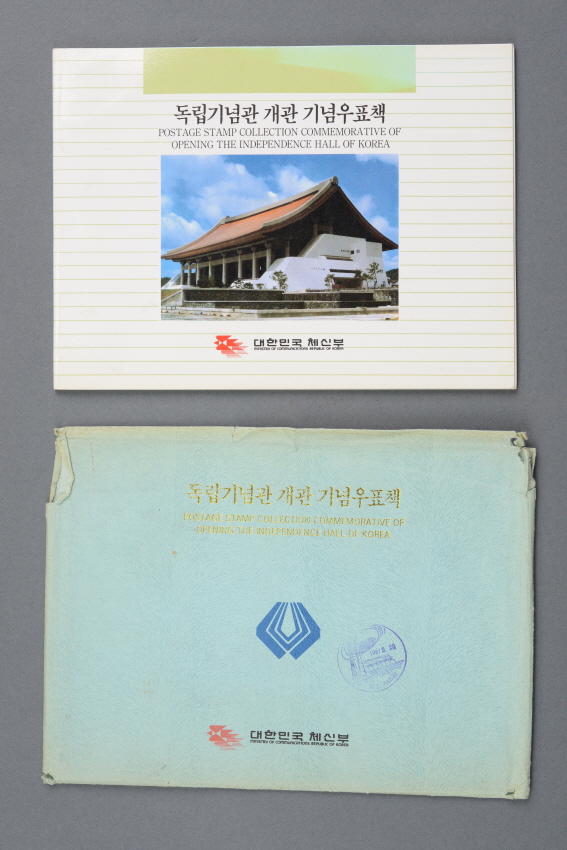 독립기념관 개관 기념우표책
POSTAGE STAMP COLLECTION COMMEMORATIVE OF
OPENING THE INDEPENDENCE HALL OF KOREA
대한민국 체신부
MINISTRY OF COMMUNICATIONS REPUBLIC OF KOREA
독립기념관 개관 기념우표책
POSTAGE STAMP COLLECTION COMMEMORATIVE OF
OPENING THE INDEPENDENCE HALL OF KOREA
대한민국 체신부
MINISTRY OF COMMUNICATIONS REPUBLIC OF KOREA